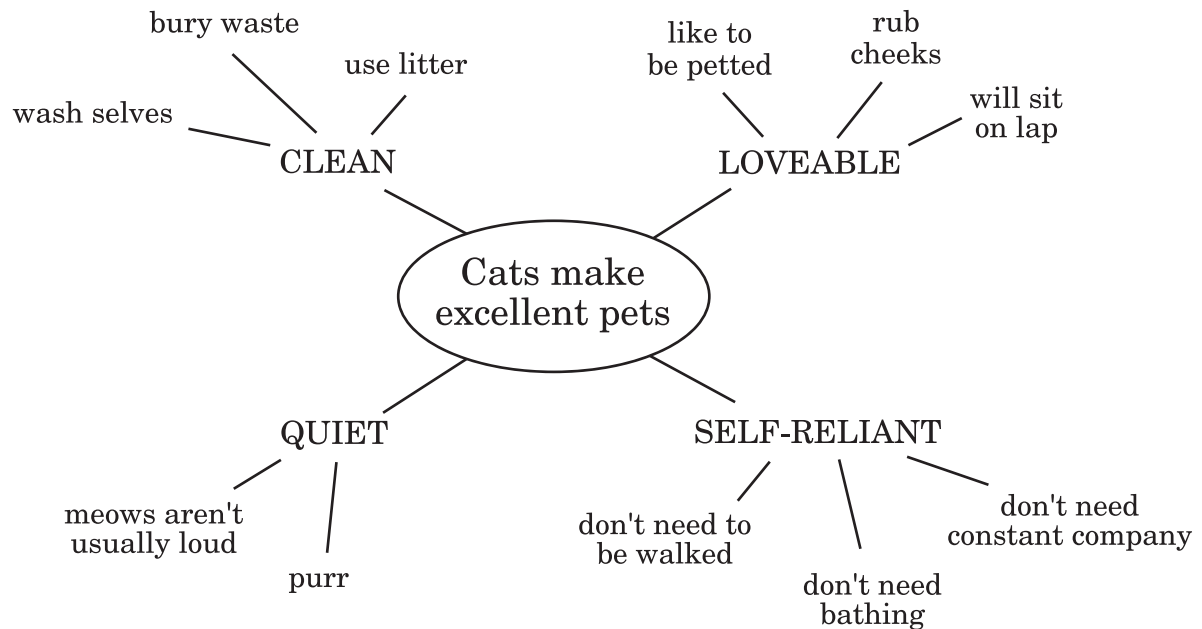 bury waste
use litter
wash selves
CLEAN
like to
be petted
rub
cheeks
will sit
on lap
LOVEABLE
Cats make
excellent pets
QUIET
meows aren't
usually loud
purr
SELF-RELIANT
don't need to
be walked
don't need
bathing
don't need
constant company